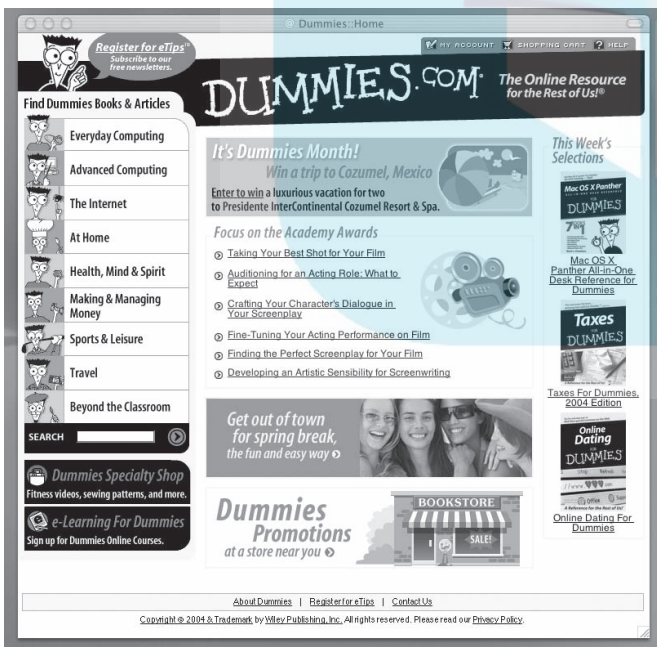 Dummies::Home
Register for eTips™
Subscribe to our
free newsletters.
MY ACCOUNT SHOPPING CART ? HELP
DUMMIES.COM™
The Online Resource
for the Rest of Us!®
Find Dummies Books & Articles
Everyday Computing
Advanced Computing
The Internet
At Home
Health, Mind & Spirit
Making & Managing
Money
Sports & Leisure
Travel
Beyond the Classroom
SEARCH
Dummies Specialty Shop
Fitness videos, sewing patterns, and more.
e-Learning For Dummies
Sign up for Dummies Online Courses.
It's Dummies Month!
Win a trip to Cozumel, Mexico
Enter to win a luxurious vacation for two
to Presidente InterContinental Cozumel Resort & Spa.
Focus on the Academy Awards
Taking Your Best Shot for Your Film
Auditioning for an Acting Role: What to
Expect
Crafting Your Character's Dialogue in
Your Screenplay
Fine-Tuning Your Acting Performance on Film
Finding the Perfect Screenplay for Your Film
Developing an Artistic Sensibility for Screenwriting
Get out of town
for spring break,
the fun and easy way
Dummies
Promotions
at a store near you
BOOKSTORE
SALE!
This Week's
Selections
Mac OS X Panther
DUMMIES
Mac OS X
Panther All-in-One
Desk Reference for
Dummies
Taxes
FOR
DUMMIES
Taxes For Dummies,
2004 Edition
Online
Dating
FOR
DUMMIES
Online Dating For
Dummies
About Dummies | Register for eTips | Contact Us
Copyright © 2004 & Trademark by Wiley Publishing, Inc. All rights reserved. Please read our Privacy Policy.